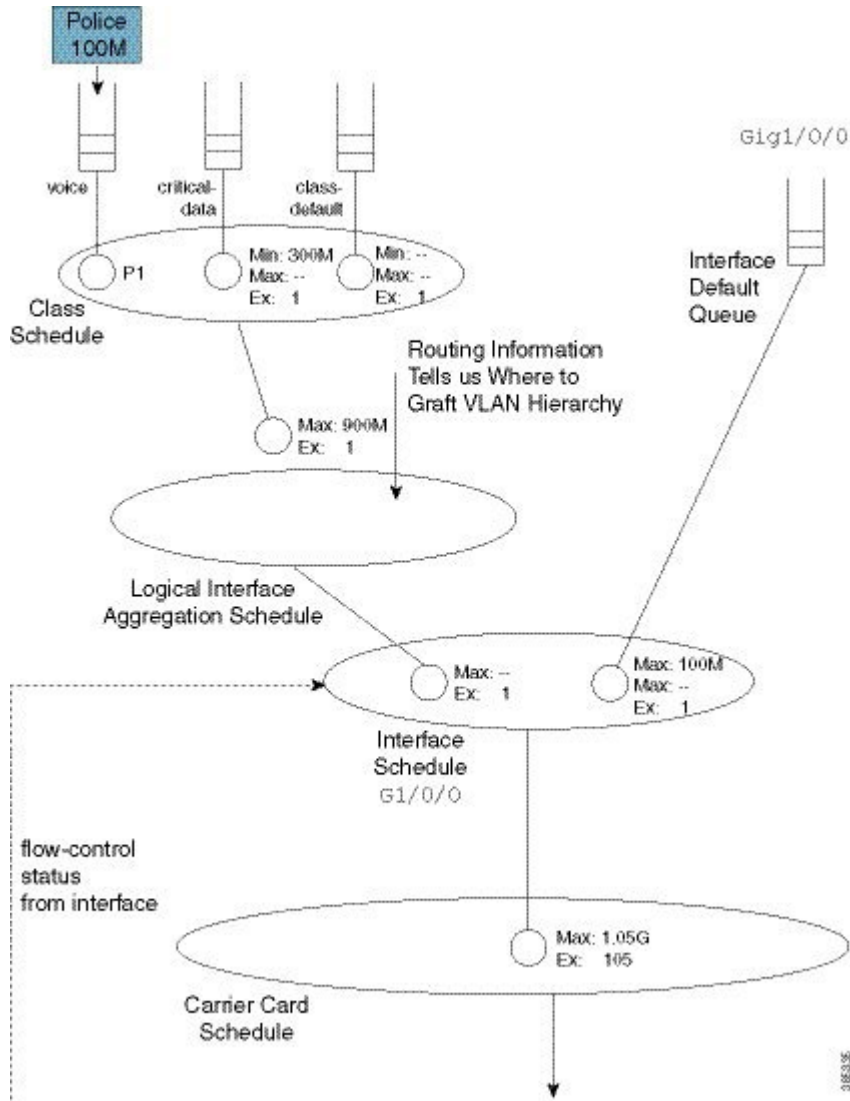 Police
100M
Gig1/0/0
voice
critical-
data
class-
default
P1
Min: 300M
Max: --
Ex: 1
Min: --
Max: --
Ex: 1
Class
Schedule
Interface
Default
Queue
Routing Information
Tells us Where to
Graft VLAN Hierarchy
Max: 900M
Ex: 1
Logical Interface
Aggregation Schedule
Max: --
Ex: 1
Max: 100M
Max: --
Ex: 1
Interface
Schedule
G1/0/0
flow-control
status
from interface
Max: 1.05G
Ex: 105
Carrier Card
Schedule